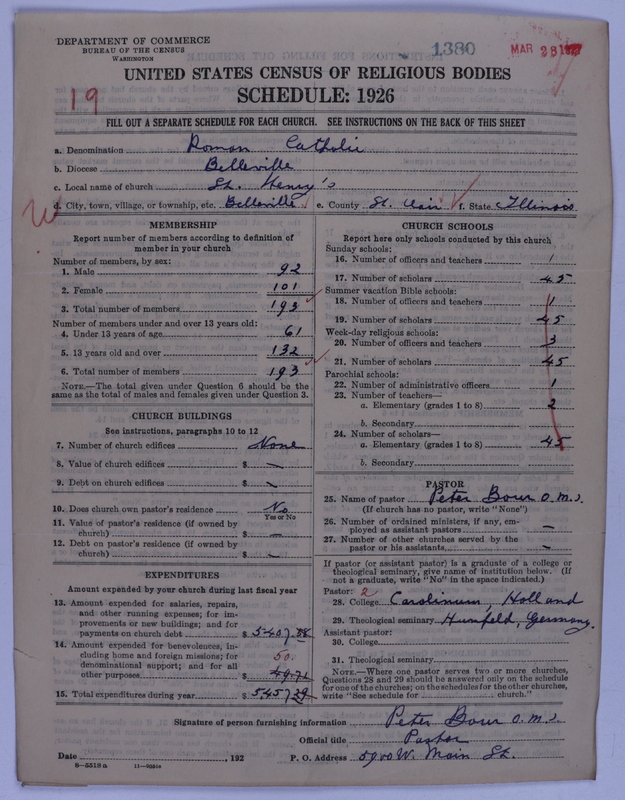 DEPARTMENT OF COMMERCE
BUREAU OF THE CENSUS
WASHINGTON
1380
MAR 28 1927
UNITED STATES CENSUS OF RELIGIOUS BODIES
SCHEDULE: 1926
19
FILL OUT A SEPARATE SCHEDULE FOR EACH CHURCH. SEE INSTRUCTIONS ON THE BACK OF THIS SHEET
a. Denomination Roman Catholic
b. Diocese Belleville
c. Local name of church St. Henry's
d. City, town, village, or township, etc. Belleville e. County St. Clair f. State Illinois
MEMBERSHIP
Report number of members according to definition of
member in your church
Number of members, by sex:
1. Male 92
2. Female 101
3. Total number of members 193
Number of members under and over 13 years old:
4. Under 13 years of age 61
5. 13 years old and over 132
6. Total number of members 193
NOTE.—The total given under Question 6 should be
same as the total of males and females given under Question 3.
CHURCH BUILDINGS
See instructions, paragraphs 10 to 12
7. Number of church edifices None
8. Value of church edifices $ —
9. Debt on church edifices $ —
10. Does church own pastor's residence No
Yes or No
11. Value of pastor's residence (if owned by
church) $ —
12. Debt on pastor's residence (if owned by
church) $ —
EXPENDITURES
Amount expended by your church during last fiscal year
13. Amount expended for salaries, repairs,
and other running expenses; for im-
provements or new buildings; and for
payments on church debt $ 5407.58
14. Amount expended for benevolences, in-
cluding home and foreign missions; for
denominational support; and for all
50.
other purposes $ 49.71
15. Total expenditures during year $ 5457.29
CHURCH SCHOOLS
Report here only schools conducted by this church
Sunday schools:
16. Number of officers and teachers 1
17. Number of scholars 45
Summer vacation Bible schools:
18. Number of officers and teachers 1
19. Number of scholars 45
Week-day religious schools:
20. Number of officers and teachers 3
21. Number of scholars 45
Parochial schools:
22. Number of administrative officers 1
23. Number of teachers—
a. Elementary (grades 1 to 8) 2
b. Secondary
24. Number of scholars—
a. Elementary (grades 1 to 8) 45
b. Secondary
PASTOR
25. Name of pastor Peter Bour O.M.I.
(If church has no pastor, write "None")
26. Number of ordained ministers, if any, em-
ployed as assistant pastors —
27. Number of other churches served by the
pastor or his assistants —
If pastor (or assistant pastor) is a graduate of a college or
theological seminary, give name of institution below. (If
not a graduate, write "No" in the space indicated.)
Pastor: 2
28. College Carolinum, Holland
29. Theological seminary Hunfeld, Germany.
Assistant pastor:
30. College
31. Theological seminary
NOTE.—Where one pastor serves two or more churches,
Questions 28 and 29 should be answered only on the schedule
for one of the churches; on the schedules for the other churches,
write "See schedule for church."
Signature of person furnishing information Peter Bour O.M.I.
Official title Pastor
Date , 192 P. O. Address 5900 W. Main St.
8-5318a